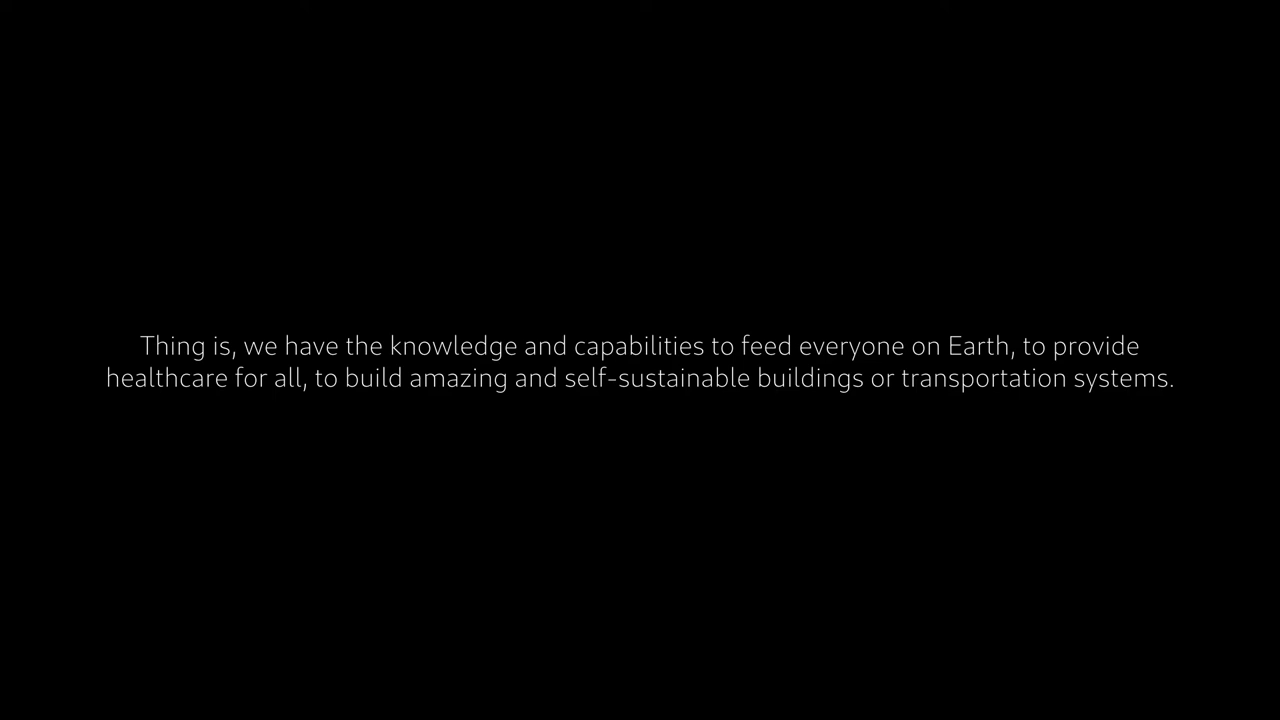 Thing is, we have the knowledge and capabilities to feed everyone on Earth, to provide
healthcare for all, to build amazing and self-sustainable buildings or transportation systems.